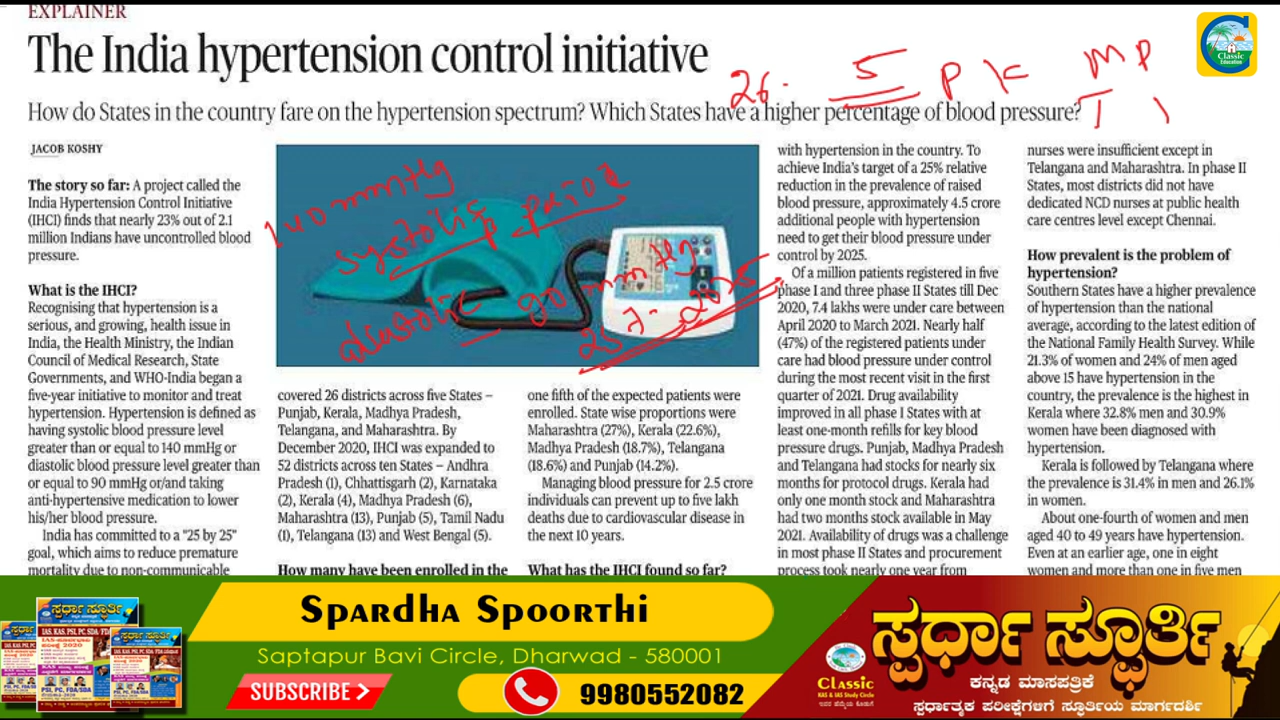 EXPLAINER
The India hypertension control initiative
How do States in the country fare on the hypertension spectrum? Which States have a higher percentage of blood pressure?
26. 5 P K M P
T
Classic
Education
JACOB KOSHY
The story so far: A project called the
India Hypertension Control Initiative
(IHCI) finds that nearly 23% out of 2.1
million Indians have uncontrolled blood
pressure.
What is the IHCI?
Recognising that hypertension is a
serious, and growing, health issue in
India, the Health Ministry, the Indian
Council of Medical Research, State
Governments, and WHO-India began a
five-year initiative to monitor and treat
hypertension. Hypertension is defined as
having systolic blood pressure level
greater than or equal to 140 mmHg or
diastolic blood pressure level greater than
or equal to 90 mmHg or/and taking
anti-hypertensive medication to lower
his/her blood pressure.
India has committed to a "25 by 25"
goal, which aims to reduce premature
mortality due to non-communicable
140mmHg
systolic
diastolic - 90 mmHg
25 %. 2025
covered 26 districts across five States –
Punjab, Kerala, Madhya Pradesh,
Telangana, and Maharashtra. By
December 2020, IHCI was expanded to
52 districts across ten States – Andhra
Pradesh (1), Chhattisgarh (2), Karnataka
(2), Kerala (4), Madhya Pradesh (6),
Maharashtra (13), Punjab (5), Tamil Nadu
(1), Telangana (13) and West Bengal (5).
How many have been enrolled in the
one fifth of the expected patients were
enrolled. State wise proportions were
Maharashtra (27%), Kerala (22.6%),
Madhya Pradesh (18.7%), Telangana
(18.6%) and Punjab (14.2%).
Managing blood pressure for 2.5 crore
individuals can prevent up to five lakh
deaths due to cardiovascular disease in
the next 10 years.
What has the IHCI found so far?
with hypertension in the country. To
achieve India's target of a 25% relative
reduction in the prevalence of raised
blood pressure, approximately 4.5 crore
additional people with hypertension
need to get their blood pressure under
control by 2025.
Of a million patients registered in five
phase I and three phase II States till Dec
2020, 7.4 lakhs were under care between
April 2020 to March 2021. Nearly half
(47%) of the registered patients under
care had blood pressure under control
during the most recent visit in the first
quarter of 2021. Drug availability
improved in all phase I States with at
least one-month refills for key blood
pressure drugs. Punjab, Madhya Pradesh
and Telangana had stocks for nearly six
months for protocol drugs. Kerala had
only one month stock and Maharashtra
had two months stock available in May
2021. Availability of drugs was a challenge
in most phase II States and procurement
process took nearly one year from
nurses were insufficient except in
Telangana and Maharashtra. In phase II
States, most districts did not have
dedicated NCD nurses at public health
care centres level except Chennai.
How prevalent is the problem of
hypertension?
Southern States have a higher prevalence
of hypertension than the national
average, according to the latest edition of
the National Family Health Survey. While
21.3% of women and 24% of men aged
above 15 have hypertension in the
country, the prevalence is the highest in
Kerala where 32.8% men and 30.9%
women have been diagnosed with
hypertension.
Kerala is followed by Telangana where
the prevalence is 31.4% in men and 26.1%
in women.
About one-fourth of women and men
aged 40 to 49 years have hypertension.
Even at an earlier age, one in eight
women and more than one in five men
Spardha Spoorthi
Saptapur Bavi Circle, Dharwad - 580001
SUBSCRIBE
9980552082
ಸ್ಪರ್ಧಾ ಸ್ಫೂರ್ತಿ
ಕನ್ನಡ ಮಾಸಪತ್ರಿಕೆ
ಸ್ಪರ್ಧಾತ್ಮಕ ಪರೀಕ್ಷೆಗಳಿಗೆ ಸ್ಫೂರ್ತಿಯ ಮಾರ್ಗದರ್ಶಿ
Classic
KAS & IAS Study Circle